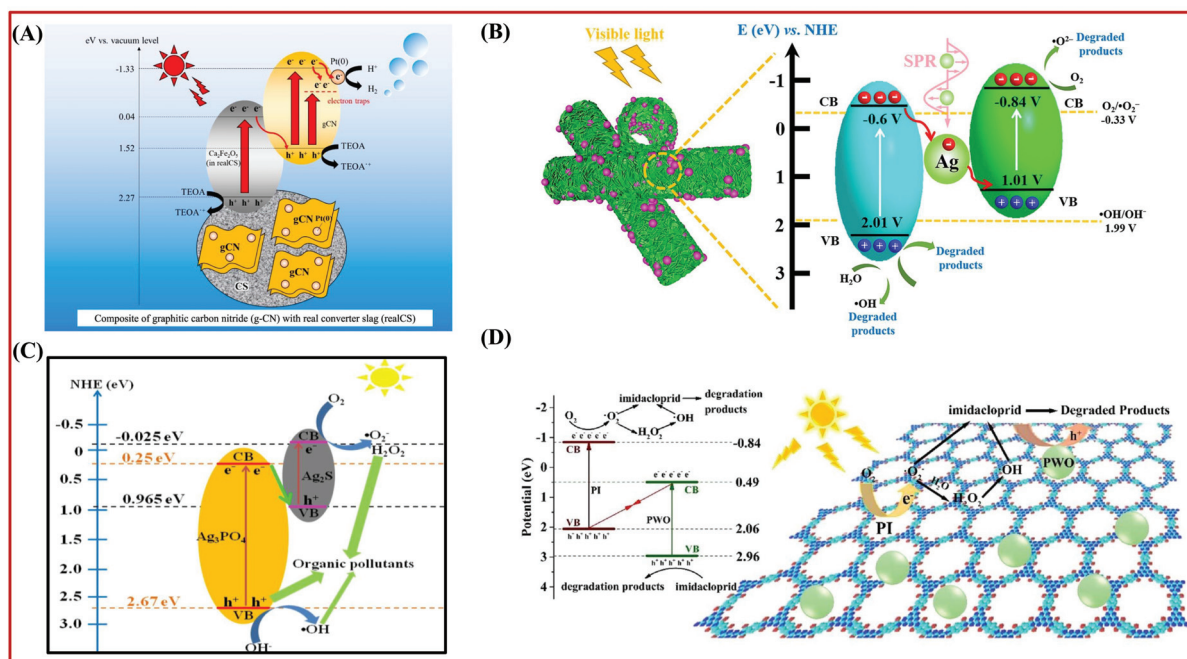 (A)
eV vs. vacuum level
-1.33
0.04
1.52
2.27
e⁻ e⁻ e⁻
Pt(0)
e⁻
H⁺
H₂
e⁻ e⁻
electron traps
gCN
h⁺ h⁺ h⁺
TEOA
TEOA·⁺
e⁻ e⁻ e⁻
Ca₂Fe₂O₅
(in realCS)
TEOA
TEOA·⁺
h⁺ h⁺ h⁺
gCN Pt(0)
gCN
gCN
CS
Composite of graphitic carbon nitride (g-CN) with real converter slag (realCS)
(B)
Visible light
E (eV) vs. NHE
-1
0
1
2
3
CB
-0.6 V
2.01 V
VB
H₂O
•OH
Degraded
products
Degraded
products
SPR
Ag
•O²⁻
Degraded
products
O₂
-0.84 V
CB
1.01 V
VB
O₂/•O₂⁻
-0.33 V
•OH/OH⁻
1.99 V
(C)
NHE (eV)
-0.5
-0.025 eV
0
0.25 eV
0.5
0.965 eV
1.0
1.5
2.0
2.5
2.67 eV
3.0
O₂
CB
e⁻
Ag₂S
h⁺
VB
•O₂⁻
H₂O₂
CB
e⁻ e⁻
Ag₃PO₄
h⁺ h⁺
VB
Organic pollutants
•OH
OH⁻
(D)
Potential (eV)
-2
-1
0
1
2
3
4
O₂
·O₂⁻
imidacloprid
degradation
products
·OH
H₂O₂
e⁻ e⁻ e⁻ e⁻ e⁻
-0.84
CB
PI
e⁻ e⁻ e⁻ e⁻ e⁻
0.49
CB
PWO
VB
2.06
h⁺ h⁺ h⁺ h⁺ h⁺
VB
2.96
h⁺ h⁺ h⁺ h⁺ h⁺
degradation products
imidacloprid
imidacloprid
Degraded Products
h⁺
PWO
O₂
·O₂⁻
H₂O
H₂O₂
·OH
e⁻
PI